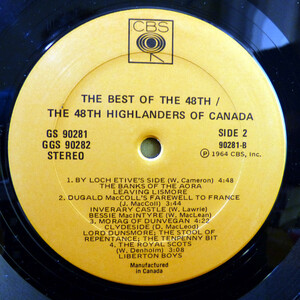 CBS
THE BEST OF THE 48TH /
THE 48TH HIGHLANDERS OF CANADA
GS 90281
GGS 90282
STEREO
SIDE 2
90281-B
℗ 1964 CBS, Inc.
1. BY LOCH ETIVE'S SIDE (W. Cameron) 4:48
THE BANKS OF THE AORA
LEAVING LISMORE
2. DUGALD MacCOLL'S FAREWELL TO FRANCE
(J. MacColl) 3:44
INVERARY CASTLE (W. Lawrie)
BESSIE MacINTYRE (W. MacLean)
3. MORAG OF DUNVEGAN 4:22
CLYDESIDE (D. MacLeod)
LORD DUNSMORE; THE STOOL OF
REPENTANCE; THE TENPENNY BIT
4. THE ROYAL SCOTS
(W. Denholm) 3:08
LIBERTON BOYS
Manufactured
in Canada